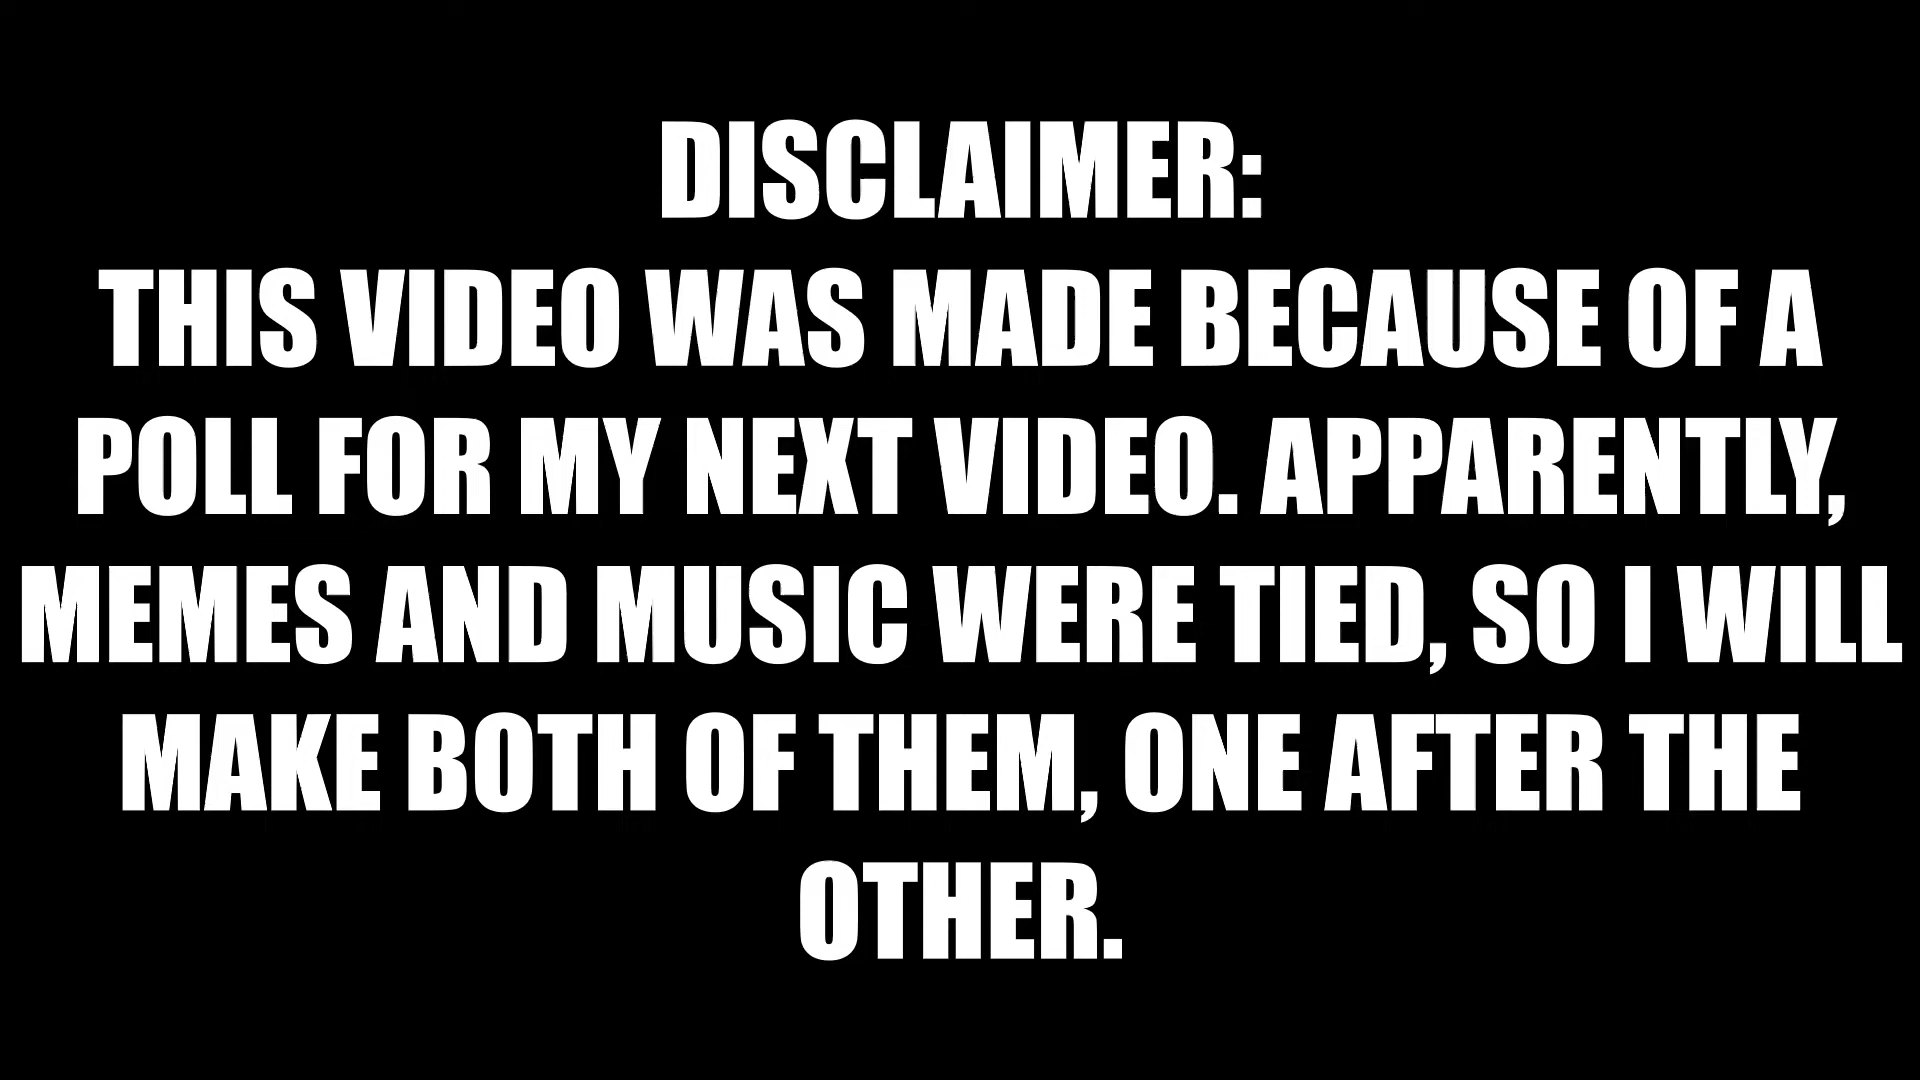 DISCLAIMER:
THIS VIDEO WAS MADE BECAUSE OF A
POLL FOR MY NEXT VIDEO. APPARENTLY,
MEMES AND MUSIC WERE TIED, SO I WILL
MAKE BOTH OF THEM, ONE AFTER THE
OTHER.